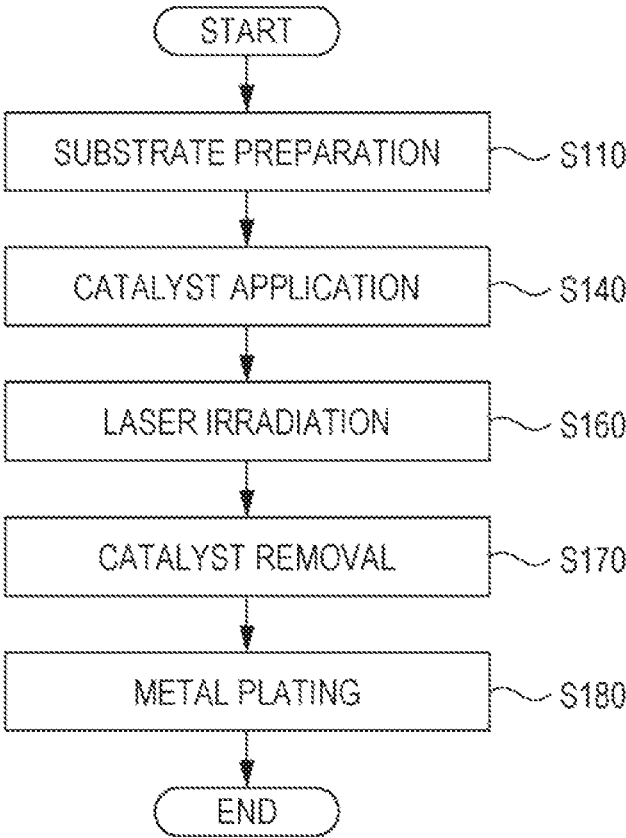 START
SUBSTRATE PREPARATION S110
CATALYST APPLICATION S140
LASER IRRADIATION S160
CATALYST REMOVAL S170
METAL PLATING S180
END